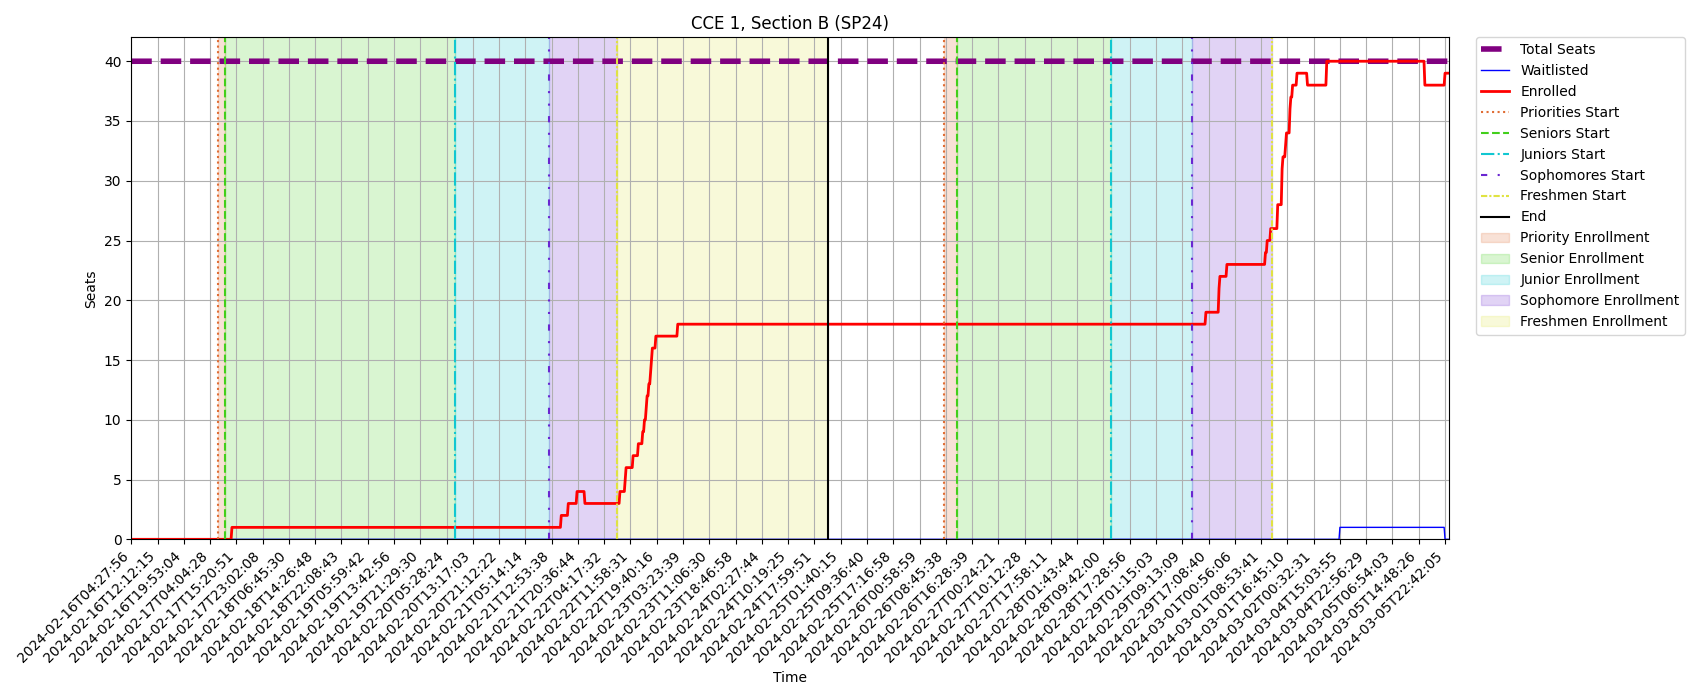 CCE 1, Section B (SP24)
40
35
30
25
20
15
10
5
0
Seats
2024-02-16T04:27:56
2024-02-16T12:12:15
2024-02-16T19:53:04
2024-02-17T04:04:28
2024-02-17T15:20:51
2024-02-17T23:02:08
2024-02-18T06:45:30
2024-02-18T14:26:48
2024-02-18T22:08:43
2024-02-19T05:59:42
2024-02-19T13:42:56
2024-02-19T21:29:30
2024-02-20T05:28:24
2024-02-20T13:17:03
2024-02-20T21:12:22
2024-02-21T05:14:14
2024-02-21T12:53:38
2024-02-21T20:36:44
2024-02-22T04:17:32
2024-02-22T11:58:31
2024-02-22T19:40:16
2024-02-23T03:23:39
2024-02-23T11:06:30
2024-02-23T18:46:58
2024-02-24T02:27:44
2024-02-24T10:19:25
2024-02-24T17:59:51
2024-02-25T01:40:15
2024-02-25T09:36:40
2024-02-25T17:16:58
2024-02-26T00:58:59
2024-02-26T08:45:38
2024-02-26T16:28:39
2024-02-27T00:24:21
2024-02-27T10:12:28
2024-02-27T17:58:11
2024-02-28T01:43:44
2024-02-28T09:42:00
2024-02-28T17:28:56
2024-02-29T01:15:03
2024-02-29T09:13:09
2024-02-29T17:08:40
2024-03-01T00:56:06
2024-03-01T08:53:41
2024-03-01T16:45:10
2024-03-02T00:32:31
2024-03-04T15:03:55
2024-03-04T22:56:29
2024-03-05T06:54:03
2024-03-05T14:48:26
2024-03-05T22:42:05
Time
Total Seats
Waitlisted
Enrolled
Priorities Start
Seniors Start
Juniors Start
Sophomores Start
Freshmen Start
End
Priority Enrollment
Senior Enrollment
Junior Enrollment
Sophomore Enrollment
Freshmen Enrollment